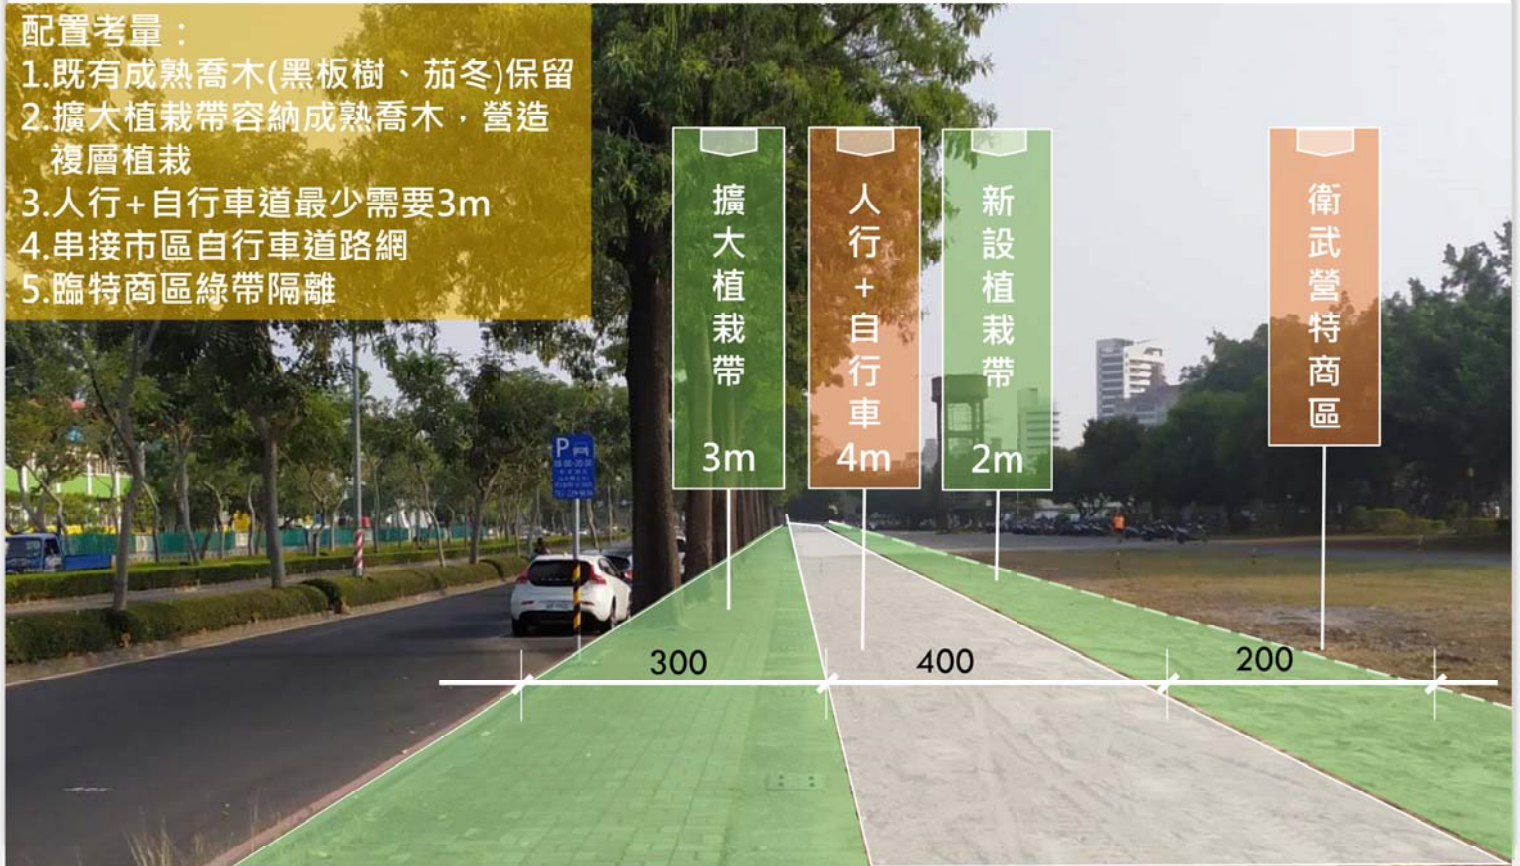 配置考量：
1.既有成熟喬木(黑板樹、茄冬)保留
2.擴大植栽帶容納成熟喬木，營造
複層植栽
3.人行+自行車道最少需要3m
4.串接市區自行車道路網
5.臨特商區綠帶隔離
擴大植栽帶
3m
人行+自行車
4m
新設植栽帶
2m
衛武營特商區
P
300
400
200